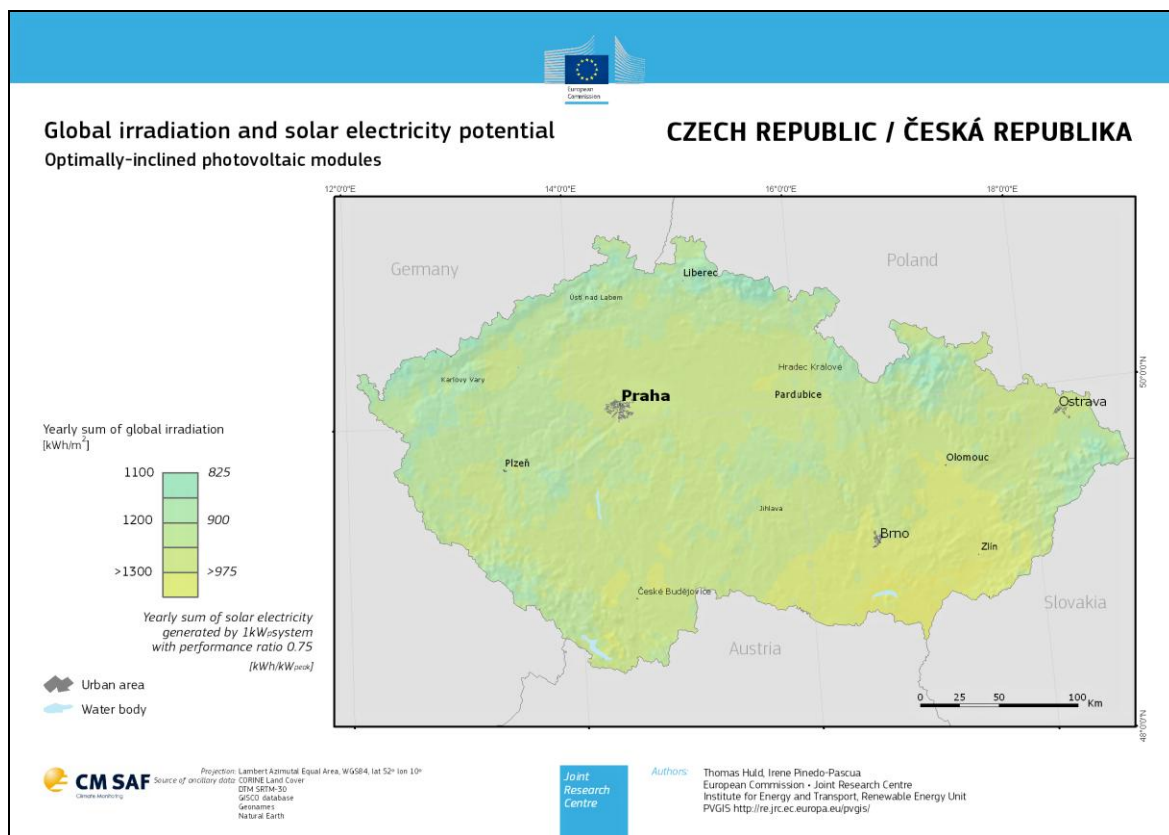 European
Commission
Global irradiation and solar electricity potential
Optimally-inclined photovoltaic modules
CZECH REPUBLIC / ČESKÁ REPUBLIKA
12°0'0"E
14°0'0"E
16°0'0"E
18°0'0"E
Germany
Poland
Liberec
Ústí nad Labem
Karlovy Vary
Hradec Králové
50°0'0"N
Praha
Pardubice
Ostrava
Plzeň
Olomouc
Jihlava
Brno
Zlín
České Budějovice
Slovakia
Austria
48°0'0"N
0 25 50 100 Km
Yearly sum of global irradiation
[kWh/m²]
1100 825
1200 900
>1300 >975
Yearly sum of solar electricity
generated by 1kWp system
with performance ratio 0.75
[kWh/kWpeak]
Urban area
Water body
CM SAF
Climate Monitoring
Projection: Lambert Azimutal Equal Area, WGS84, lat 52° lon 10°
Source of ancillary data: CORINE Land Cover
DTM SRTM-30
GISCO database
Geonames
Natural Earth
Joint
Research
Centre
Authors: Thomas Huld, Irene Pinedo-Pascua
European Commission • Joint Research Centre
Institute for Energy and Transport, Renewable Energy Unit
PVGIS http://re.jrc.ec.europa.eu/pvgis/